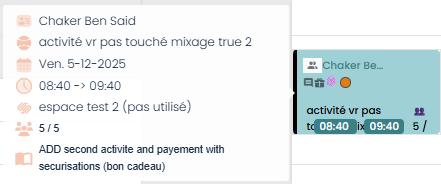 Chaker Ben Said
activité vr pas touché mixage true 2
Ven. 5-12-2025
08:40 -> 09:40
espace test 2 (pas utilisé)
5 / 5
ADD second activite and payement with
securisations (bon cadeau)
Chaker Be...
activité vr pas
08:40 09:40 5 /